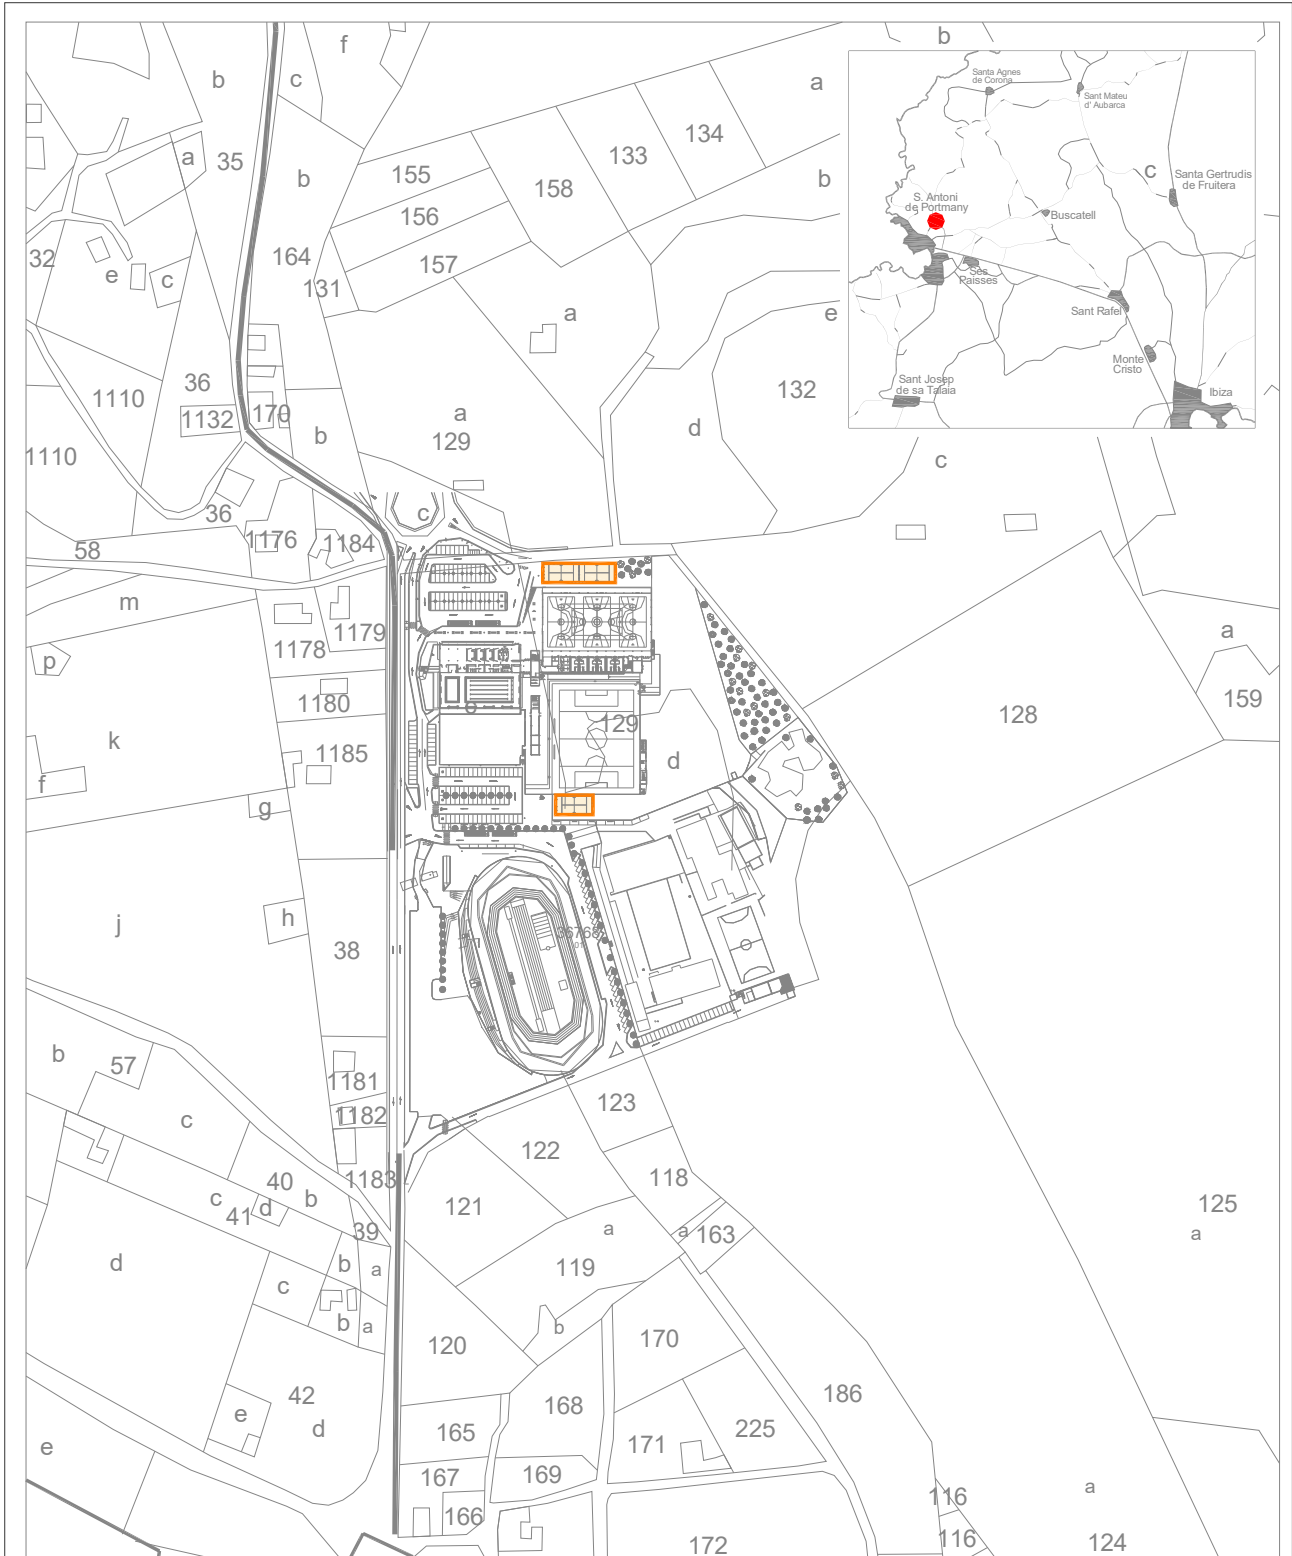 f
b
b
c
a
Santa Agnes
de Corona
Sant Mateu
d' Aubarca
134
133
a
35
155
b
158
b
c
Santa Gertrudis
de Fruitera
S. Antoni
de Portmany
156
Buscatell
32
164
157
e
c
131
Ses
Païsses
a
e
Sant Rafel
Monte
Cristo
36
132
Sant Josep
de sa Talaia
Ibiza
1110
1132
170
a
b
129
d
1110
c
36
c
1176
1184
58
m
1179
a
1178
p
159
1180
e
129
128
k
1185
d
f
g
h
j
38
b
57
1181
123
1182
c
122
1183
40
118
c
d
b
41
121
125
39
a
a
163
a
d
b
a
119
c
b
a
b
120
170
186
42
168
e
d
165
225
171
e
167
169
a
116
166
116
172
124